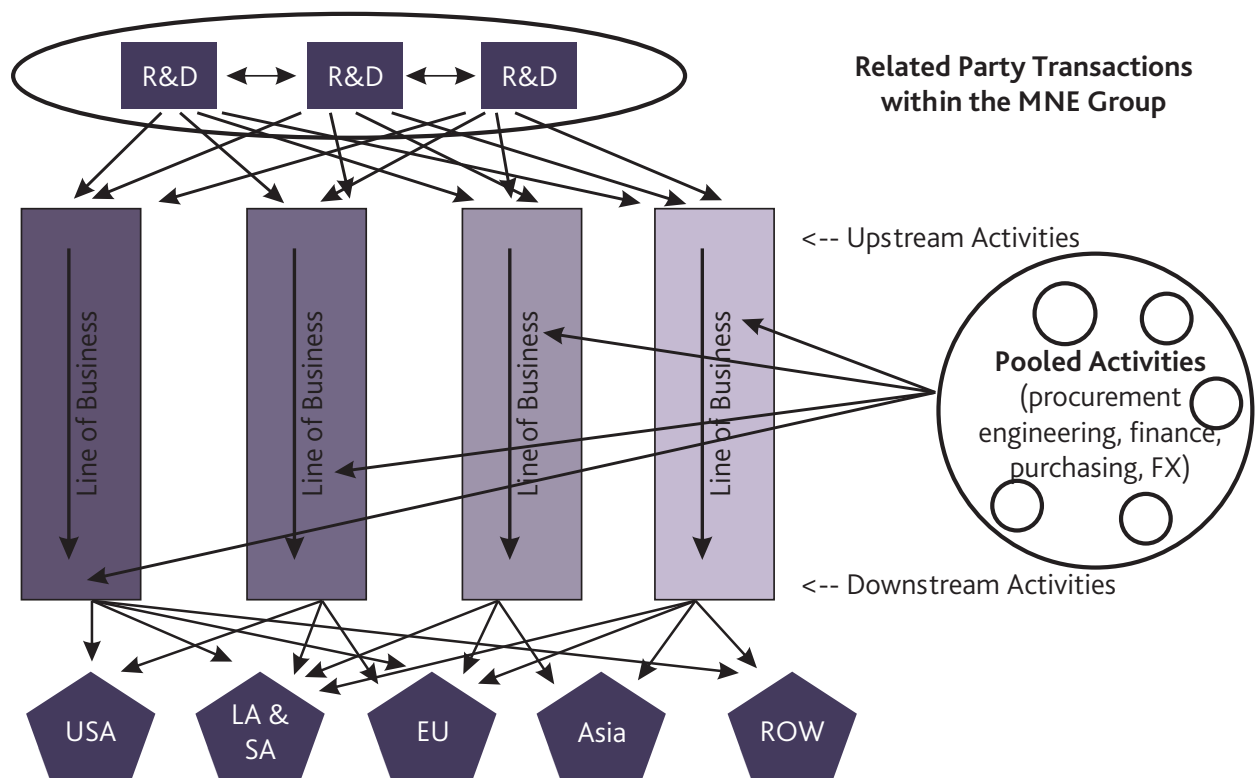 R&D
R&D
R&D
Related Party Transactions
within the MNE Group
<-- Upstream Activities
Line of Business
Line of Business
Line of Business
Line of Business
Pooled Activities
(procurement
engineering, finance,
purchasing, FX)
<-- Downstream Activities
USA
LA &
SA
EU
Asia
ROW